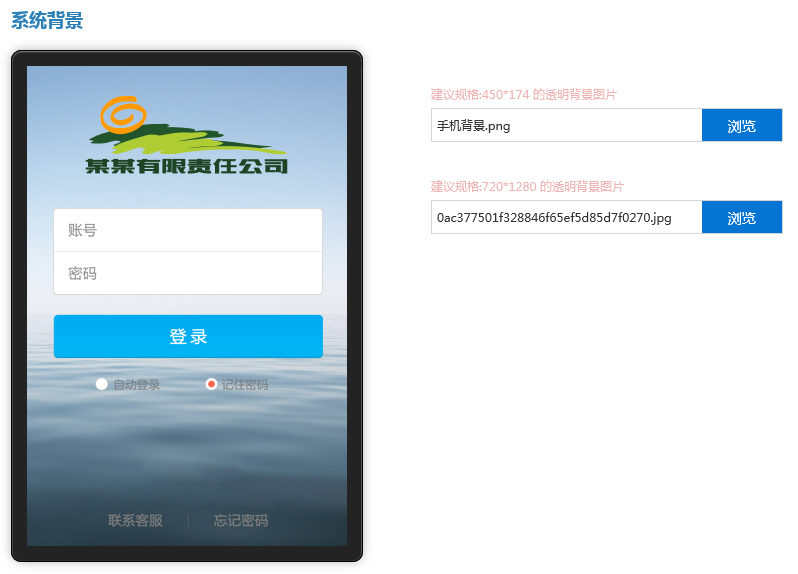 系统背景
某某有限责任公司
账号
密码
登录
自动登录 记住密码
联系客服 忘记密码
建议规格:450*174 的透明背景图片
手机背景.png 浏览
建议规格:720*1280 的透明背景图片
0ac377501f328846f65ef5d85d7f0270.jpg 浏览